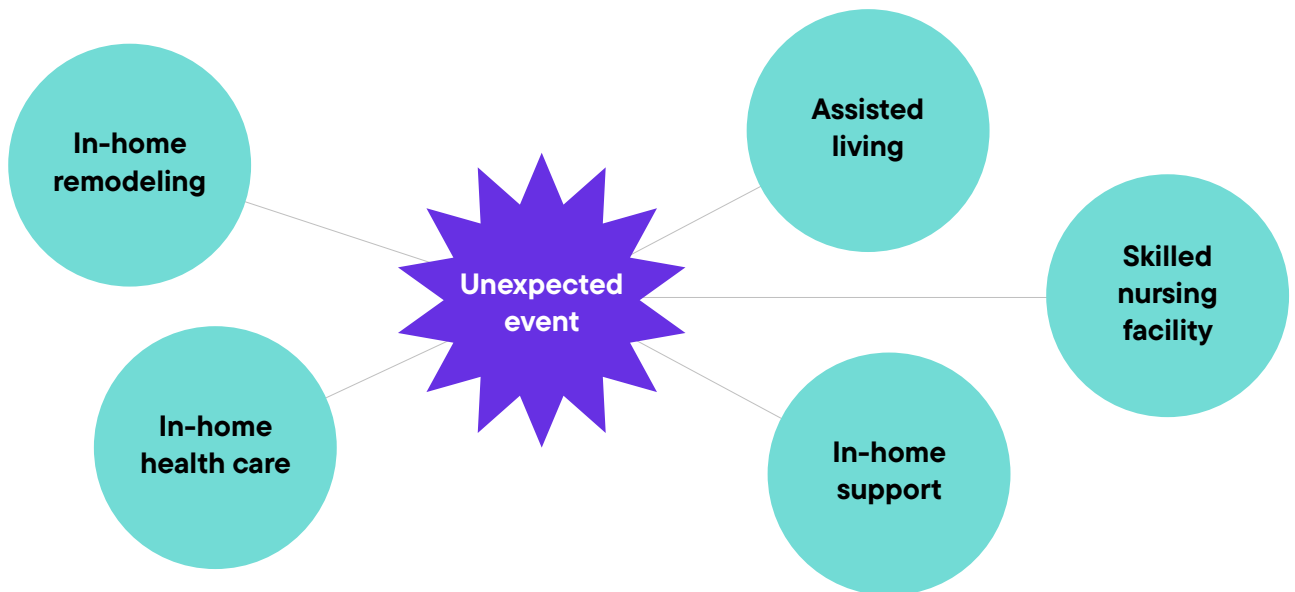 In-home
remodeling
Assisted
living
Unexpected
event
Skilled
nursing
facility
In-home
health care
In-home
support